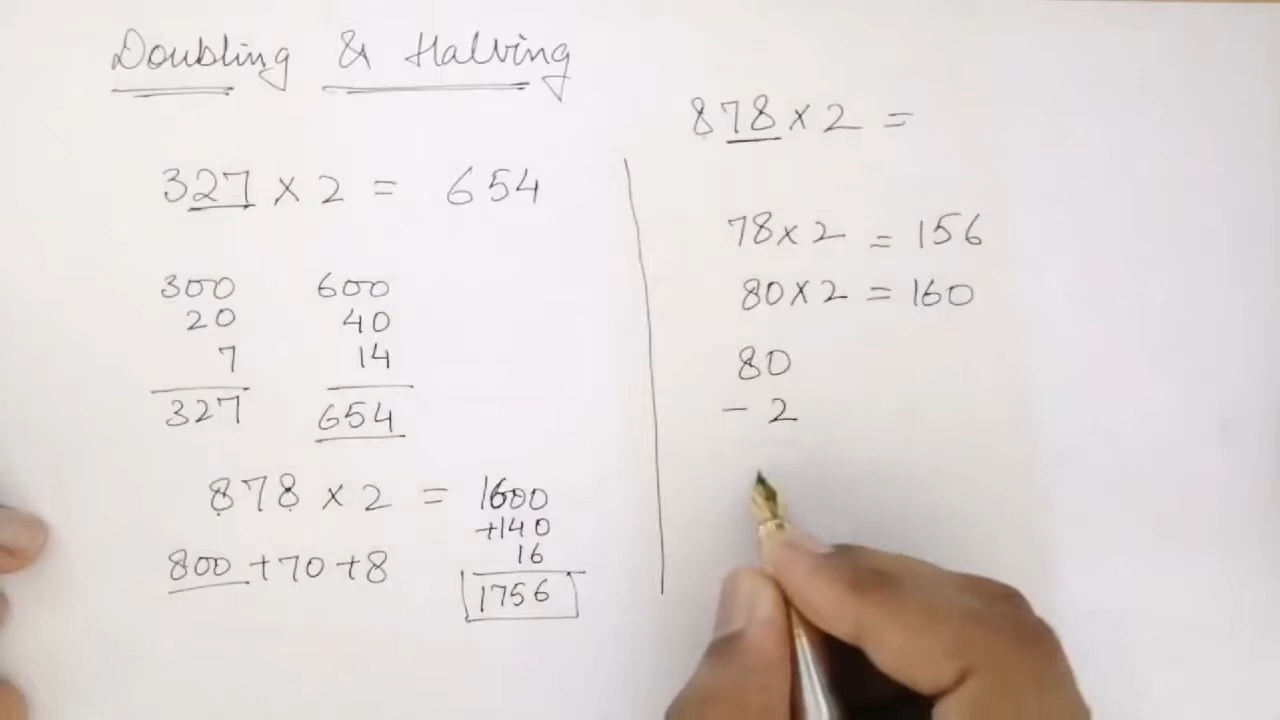 Doubling & Halving
327 × 2 = 654
300 600
20 40
7 14
327 654
878 × 2 = 1600
+140
16
800 + 70 + 8
1756
878 × 2 =
78 × 2 = 156
80 × 2 = 160
80
- 2